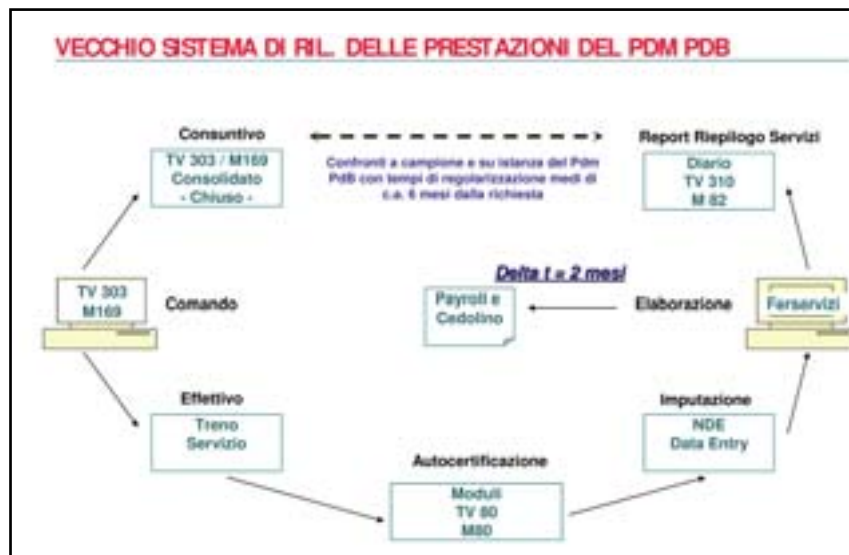 VECCHIO SISTEMA DI RIL. DELLE PRESTAZIONI DEL PDM PDB
Consuntivo
TV 303 / M169
Consolidato
- Chiuso -
Confronti a campione e su istanza del Pdm
PdB con tempi di regolarizzazione medi di
c.a. 6 mesi dalla richiesta
Report Riepilogo Servizi
Diario
TV 310
M 82
TV 303
M169
Comando
Delta t = 2 mesi
Payroll e
Cedolino
Elaborazione
Ferservizi
Effettivo
Treno
Servizio
Autocertificazione
Moduli
TV 80
M80
Imputazione
NDE
Data Entry